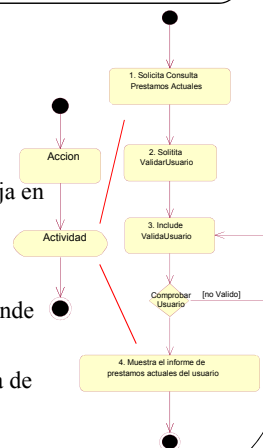 1. Solicita Consulta
Prestamos Actuales
Accion
2. Solitita
ValidarUsuario
ja en
3. Include
ValidaUsuario
Actividad
Comprobar
Usuario
[no Valido]
nde
4. Muestra el informe de
prestamos actuales del usuario
a de